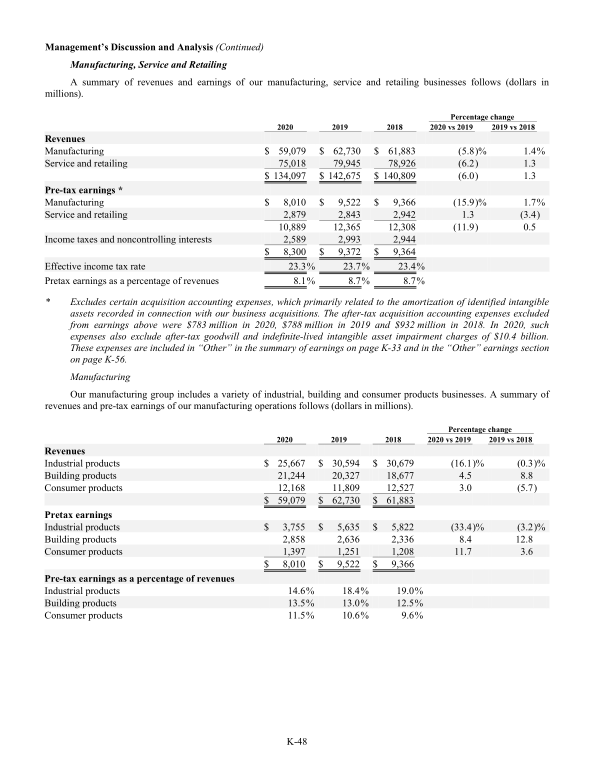 Management's Discussion and Analysis (Continued)
Manufacturing, Service and Retailing
A summary of revenues and earnings of our manufacturing, service and retailing businesses follows (dollars in
millions).
Percentage change
2020 2019 2018 2020 vs 2019 2019 vs 2018
Revenues
Manufacturing $ 59,079 $ 62,730 $ 61,883 (5.8)% 1.4%
Service and retailing 75,018 79,945 78,926 (6.2) 1.3
$ 134,097 $ 142,675 $ 140,809 (6.0) 1.3
Pre-tax earnings *
Manufacturing $ 8,010 $ 9,522 $ 9,366 (15.9)% 1.7%
Service and retailing 2,879 2,843 2,942 1.3 (3.4)
10,889 12,365 12,308 (11.9) 0.5
Income taxes and noncontrolling interests 2,589 2,993 2,944
$ 8,300 $ 9,372 $ 9,364
Effective income tax rate 23.3% 23.7% 23.4%
Pretax earnings as a percentage of revenues 8.1% 8.7% 8.7%
* Excludes certain acquisition accounting expenses, which primarily related to the amortization of identified intangible
assets recorded in connection with our business acquisitions. The after-tax acquisition accounting expenses excluded
from earnings above were $783 million in 2020, $788 million in 2019 and $932 million in 2018. In 2020, such
expenses also exclude after-tax goodwill and indefinite-lived intangible asset impairment charges of $10.4 billion.
These expenses are included in "Other" in the summary of earnings on page K-33 and in the "Other" earnings section
on page K-56.
Manufacturing
Our manufacturing group includes a variety of industrial, building and consumer products businesses. A summary of
revenues and pre-tax earnings of our manufacturing operations follows (dollars in millions).
Percentage change
2020 2019 2018 2020 vs 2019 2019 vs 2018
Revenues
Industrial products $ 25,667 $ 30,594 $ 30,679 (16.1)% (0.3)%
Building products 21,244 20,327 18,677 4.5 8.8
Consumer products 12,168 11,809 12,527 3.0 (5.7)
$ 59,079 $ 62,730 $ 61,883
Pretax earnings
Industrial products $ 3,755 $ 5,635 $ 5,822 (33.4)% (3.2)%
Building products 2,858 2,636 2,336 8.4 12.8
Consumer products 1,397 1,251 1,208 11.7 3.6
$ 8,010 $ 9,522 $ 9,366
Pre-tax earnings as a percentage of revenues
Industrial products 14.6% 18.4% 19.0%
Building products 13.5% 13.0% 12.5%
Consumer products 11.5% 10.6% 9.6%
K-48